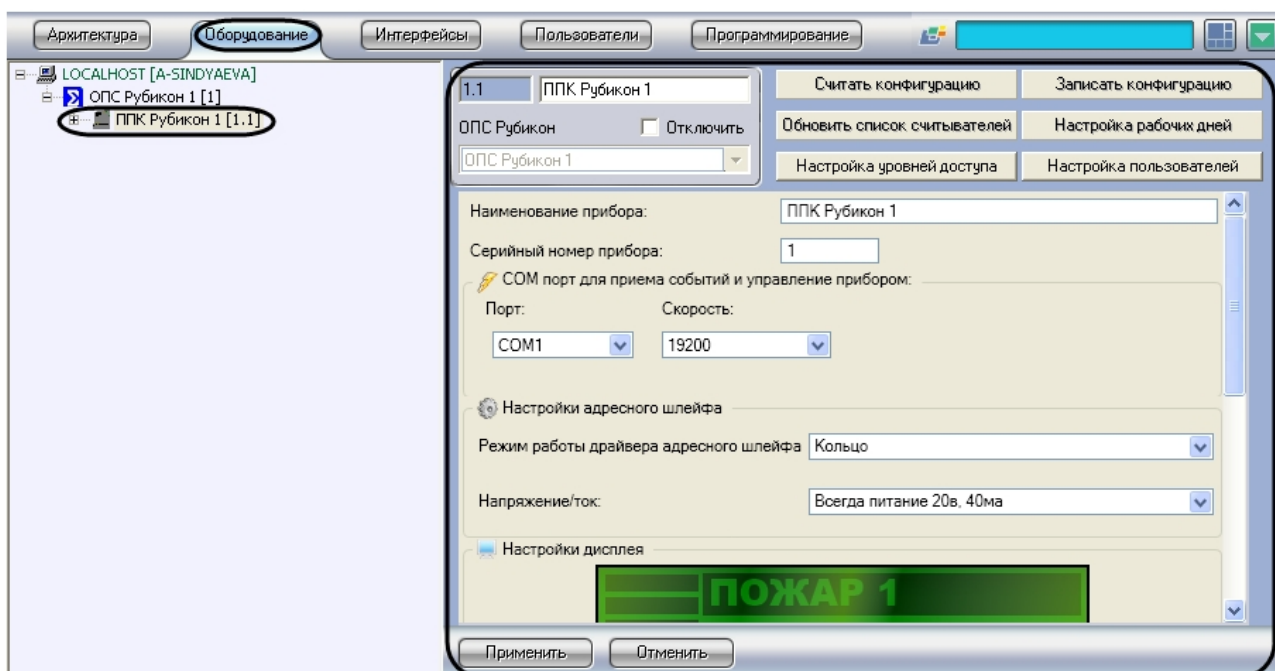 Архитектура Оборудование Интерфейсы Пользователи Программирование
LOCALHOST [A-SINDYAEVA]
ОПС Рубикон 1 [1]
ППК Рубикон 1 [1.1]
1.1 ППК Рубикон 1
ОПС Рубикон Отключить
ОПС Рубикон 1
Считать конфигурацию Записать конфигурацию
Обновить список считывателей Настройка рабочих дней
Настройка уровней доступа Настройка пользователей
Наименование прибора: ППК Рубикон 1
Серийный номер прибора: 1
COM порт для приема событий и управление прибором:
Порт: Скорость:
COM1 19200
Настройки адресного шлейфа
Режим работы драйвера адресного шлейфа Кольцо
Напряжение/ток: Всегда питание 20в, 40ма
Настройки дисплея
ПОЖАР 1
Применить Отменить